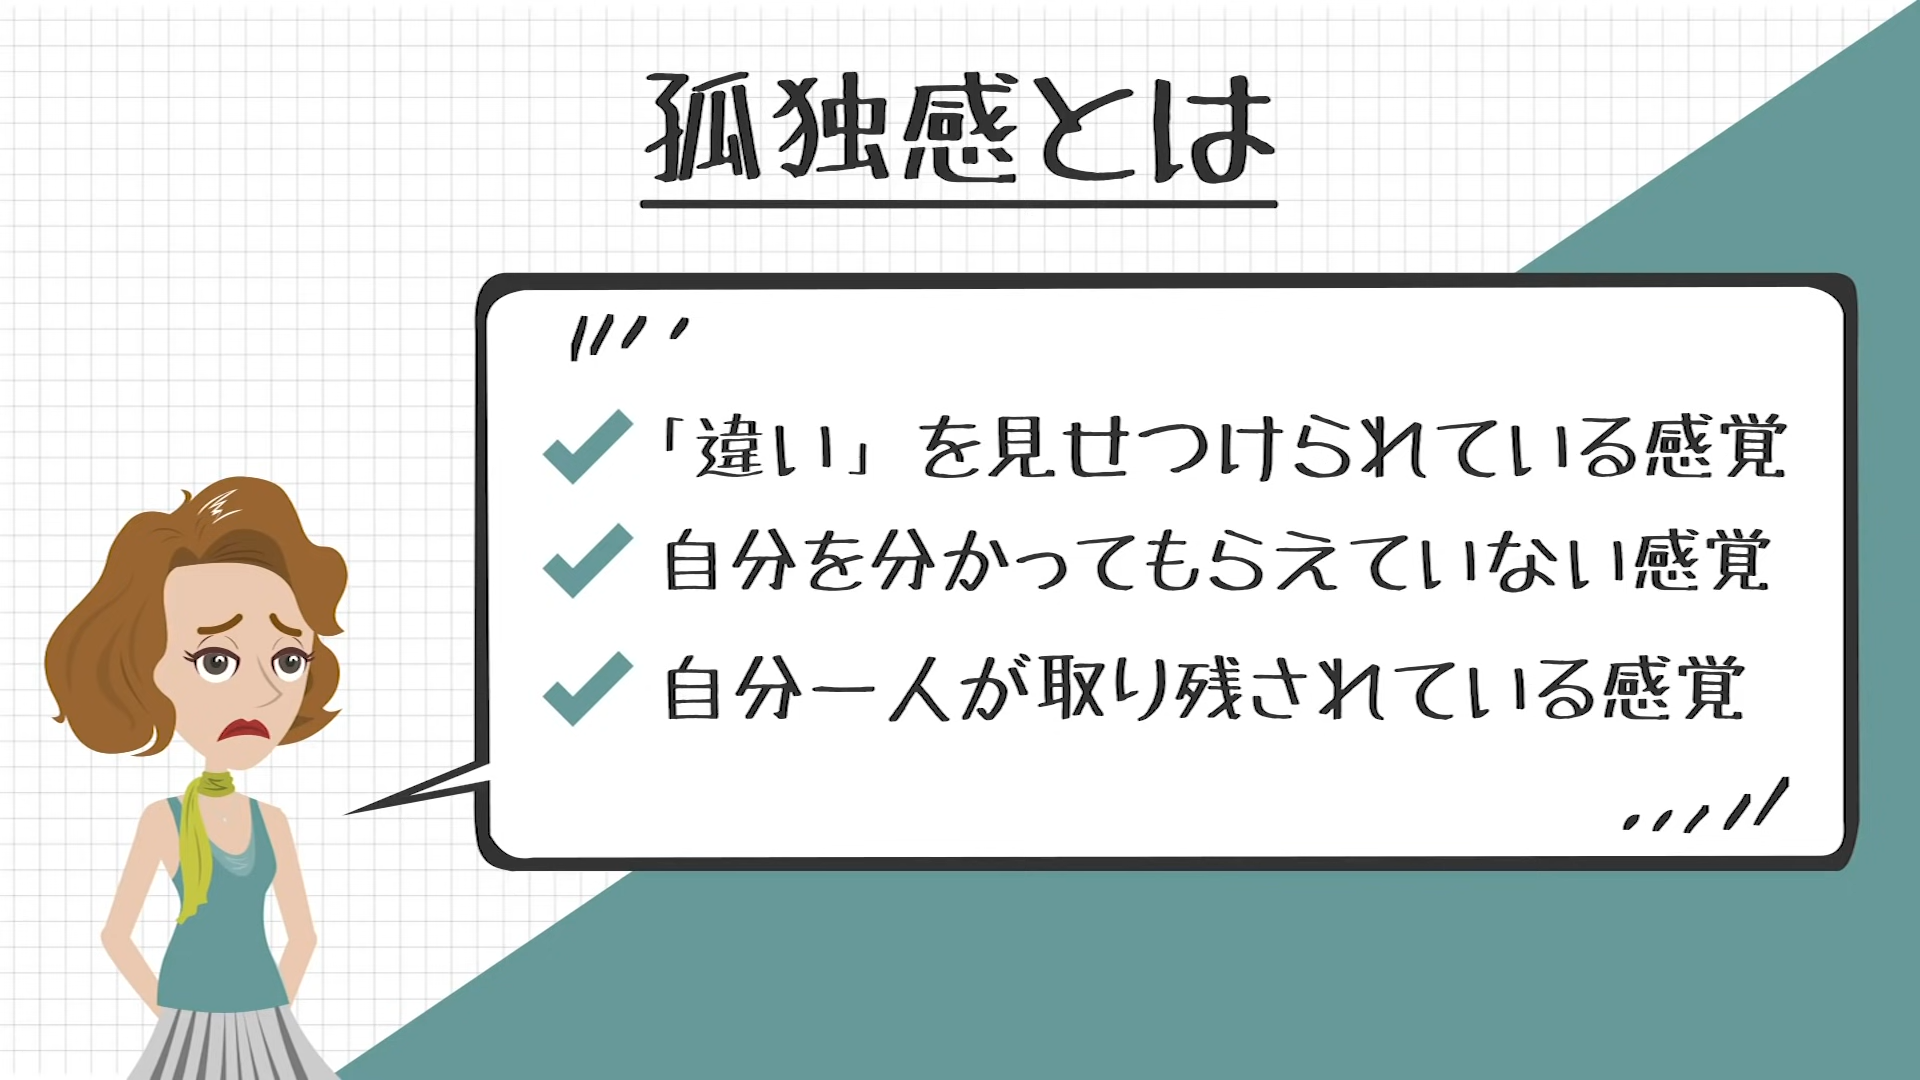 孤独感とは
「違い」を見せつけられている感覚
自分を分かってもらえていない感覚
自分一人が取り残されている感覚